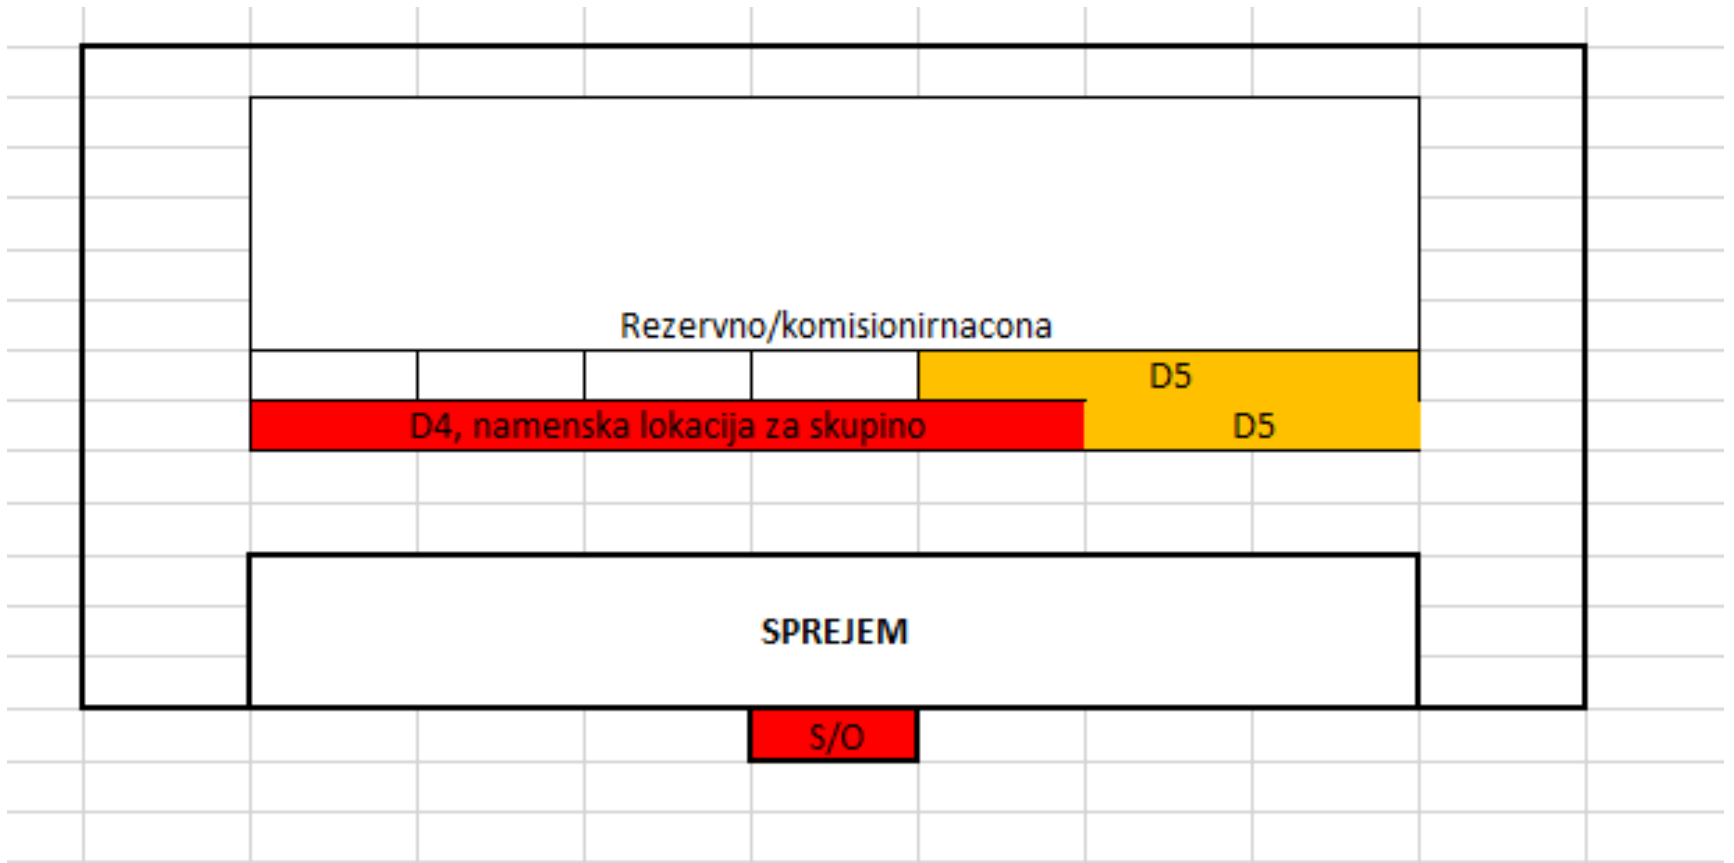 Rezervno/komisionirnacona
D5
D4, namenska lokacija za skupino
D5
SPREJEM
S/O